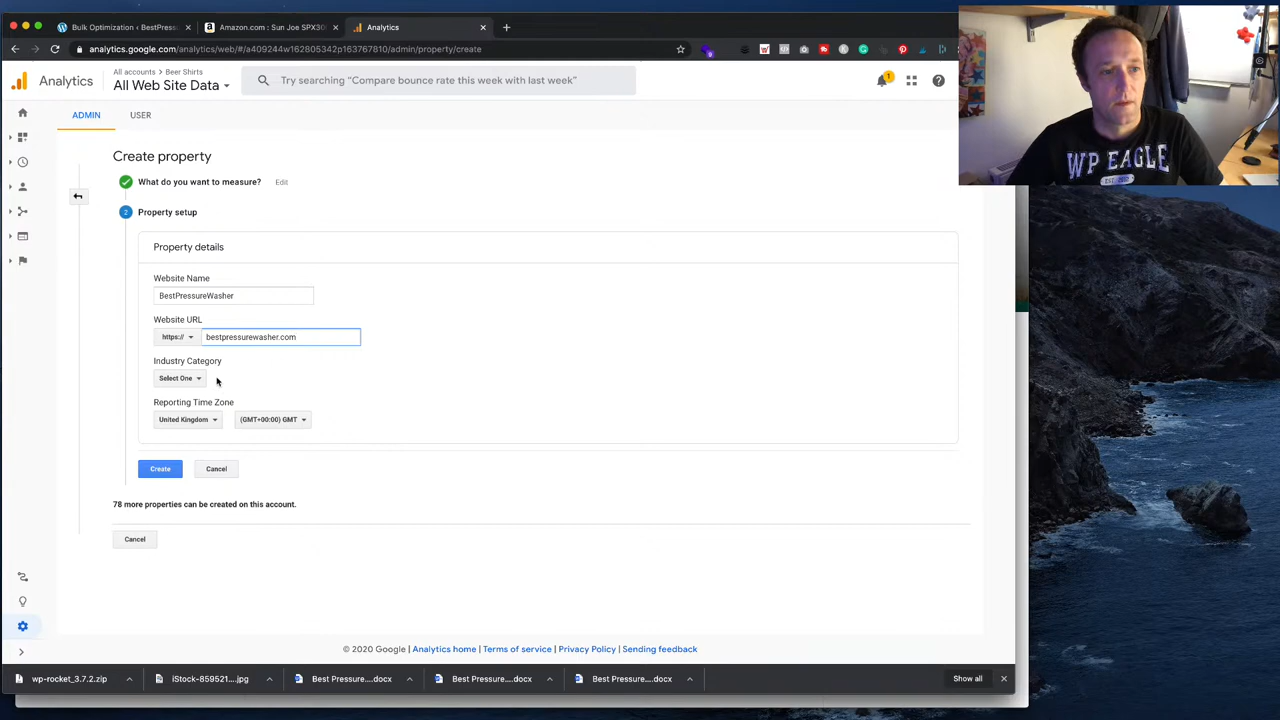 Bulk Optimization ‹ BestPressu
Amazon.com : Sun Joe SPX300
Analytics
analytics.google.com/analytics/web/#/a409244w162805342p163767810/admin/property/create
Analytics
All accounts > Beer Shirts
All Web Site Data
Try searching “Compare bounce rate this week with last week”
1
ADMIN
USER
Create property
What do you want to measure?
Edit
2
Property setup
Property details
Website Name
BestPressureWasher
Website URL
https://
bestpressurewasher.com
Industry Category
Select One
Reporting Time Zone
United Kingdom
(GMT+00:00) GMT
Create
Cancel
78 more properties can be created on this account.
Cancel
© 2020 Google | Analytics home | Terms of service | Privacy Policy | Sending feedback
wp-rocket_3.7.2.zip
iStock-859521....jpg
Best Pressure....docx
Best Pressure....docx
Best Pressure....docx
Show all
WP EAGLE